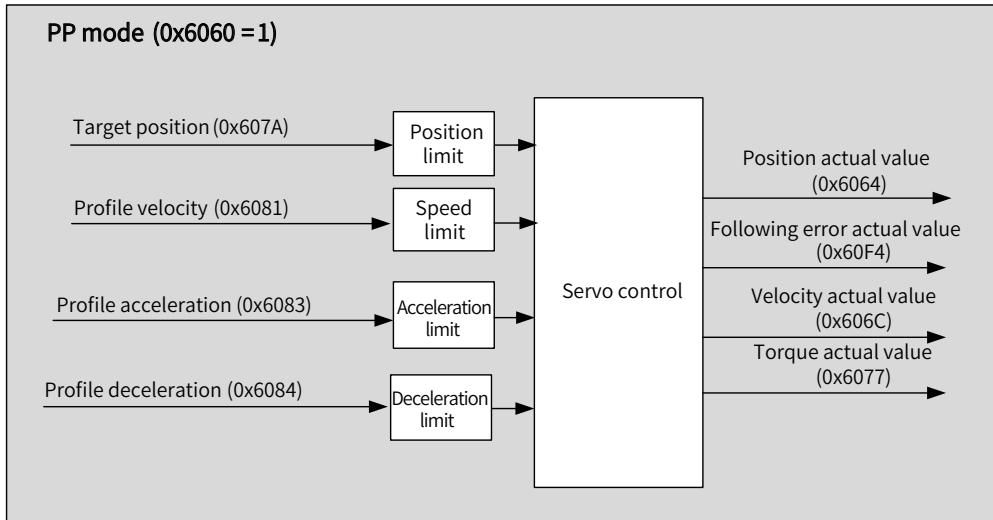 PP mode (0x6060 =1)
Target position (0x607A)
Position
limit
Profile velocity (0x6081)
Speed
limit
Profile acceleration (0x6083)
Acceleration
limit
Profile deceleration (0x6084)
Deceleration
limit
Servo control
Position actual value
(0x6064)
Following error actual value
(0x60F4)
Velocity actual value
(0x606C)
Torque actual value
(0x6077)